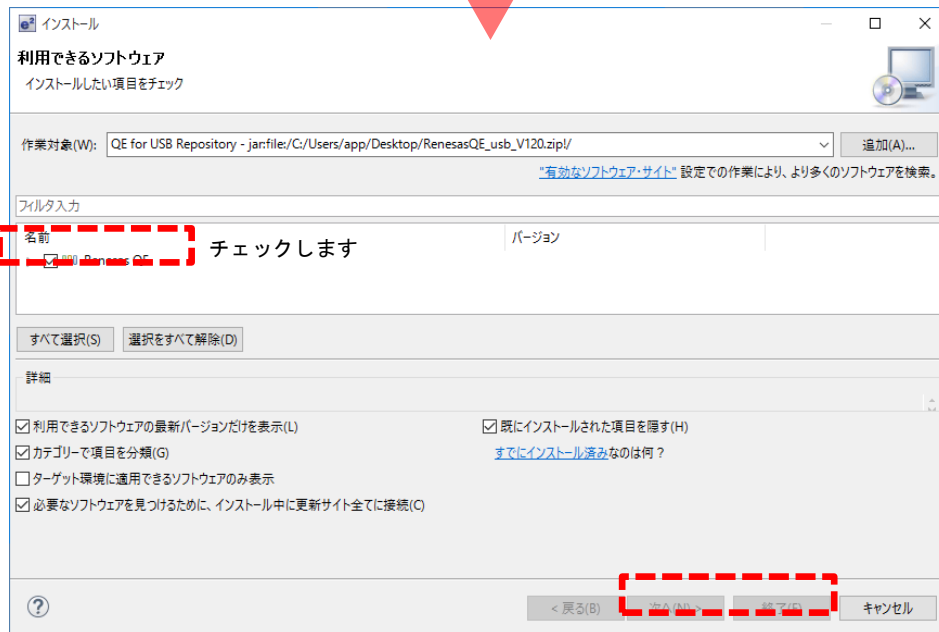 e² インストール
利用できるソフトウェア
インストールしたい項目をチェック
作業対象(W): QE for USB Repository - jar:file:/C:/Users/app/Desktop/RenesasQE_usb_V120.zip!/ 追加(A)...
"有効なソフトウェア・サイト" 設定での作業により、より多くのソフトウェアを検索。
フィルタ入力
名前 バージョン
Renesas QE
チェックします
すべて選択(S) 選択をすべて解除(D)
詳細
利用できるソフトウェアの最新バージョンだけを表示(L) 既にインストールされた項目を隠す(H)
カテゴリーで項目を分類(G) すでにインストール済みなのは何？
ターゲット環境に適用できるソフトウェアのみ表示
必要なソフトウェアを見つけるために、インストール中に更新サイト全てに接続(C)
? < 戻る(B) 次へ(N) > 終了(F) キャンセル